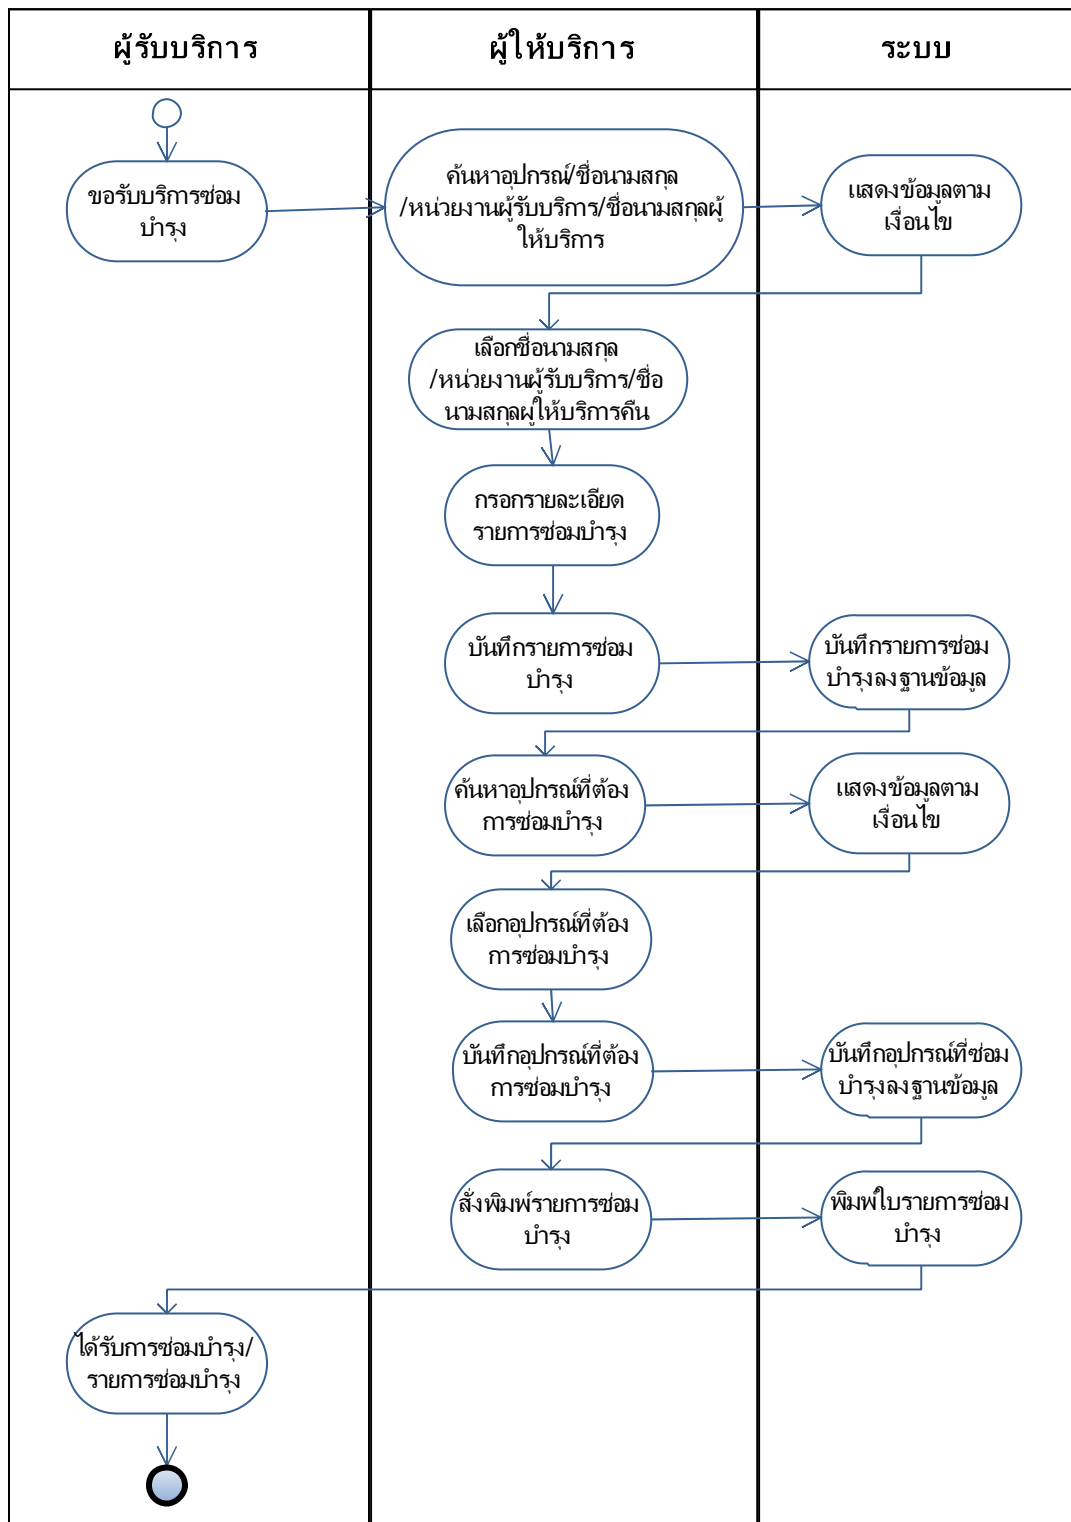 ผู้รับบริการ
ผู้ให้บริการ
ระบบ
ขอรับบริการซ่อม
บำรุง
ค้นหาอุปกรณ์/ชื่อนามสกุล
/หน่วยงานผู้รับบริการ/ชื่อนามสกุลผู้
ให้บริการ
แสดงข้อมูลตาม
เงื่อนไข
เลือกชื่อนามสกุล
/หน่วยงานผู้รับบริการ/ชื่อ
นามสกุลผู้ให้บริการคืน
กรอกรายละเอียด
รายการซ่อมบำรุง
บันทึกรายการซ่อม
บำรุง
บันทึกรายการซ่อม
บำรุงลงฐานข้อมูล
ค้นหาอุปกรณ์ที่ต้อง
การซ่อมบำรุง
แสดงข้อมูลตาม
เงื่อนไข
เลือกอุปกรณ์ที่ต้อง
การซ่อมบำรุง
บันทึกอุปกรณ์ที่ต้อง
การซ่อมบำรุง
บันทึกอุปกรณ์ที่ซ่อม
บำรุงลงฐานข้อมูล
สั่งพิมพ์รายการซ่อม
บำรุง
พิมพ์ใบรายการซ่อม
บำรุง
ได้รับการซ่อมบำรุง/
รายการซ่อมบำรุง